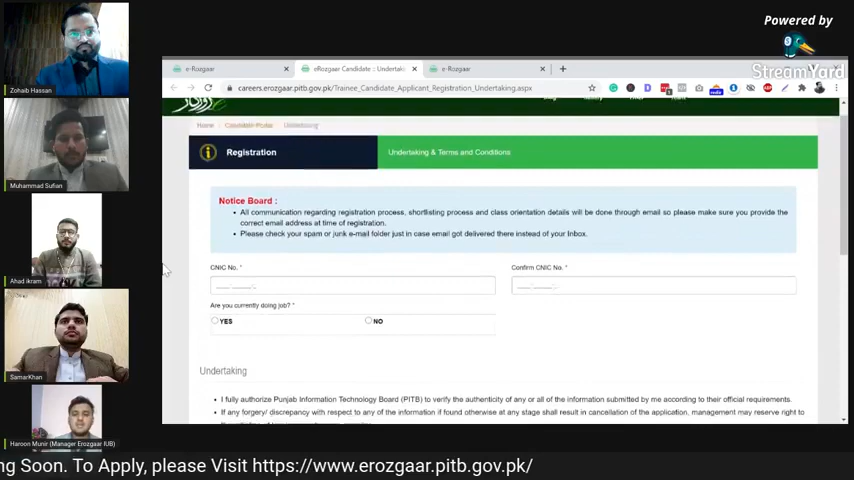 Powered by
StreamYard
Zohaib Hassan
Muhammad Sufian
Ahad ikram
SamarKhan
Haroon Munir (Manager Erozgaar IUB)
e-Rozgaar
eRozgaar Candidate :: Undertakin
e-Rozgaar
careers.erozgaar.pitb.gov.pk/Trainee_Candidate_Applicant_Registration_Undertaking.aspx
Home / Candidate Portal / Undertaking
Registration
Undertaking & Terms and Conditions
Notice Board :
All communication regarding registration process, shortlisting process and class orientation details will be done through email so please make sure you provide the
correct email address at time of registration.
Please check your spam or junk e-mail folder just in case email got delivered there instead of your Inbox.
CNIC No. *
Confirm CNIC No. *
Are you currently doing job? *
YES
NO
Undertaking
I fully authorize Punjab Information Technology Board (PITB) to verify the authenticity of any or all of the information submitted by me according to their official requirements.
If any forgery/ discrepancy with respect to any of the information if found otherwise at any stage shall result in cancellation of the application, management may reserve right to
ng Soon. To Apply, please Visit https://www.erozgaar.pitb.gov.pk/